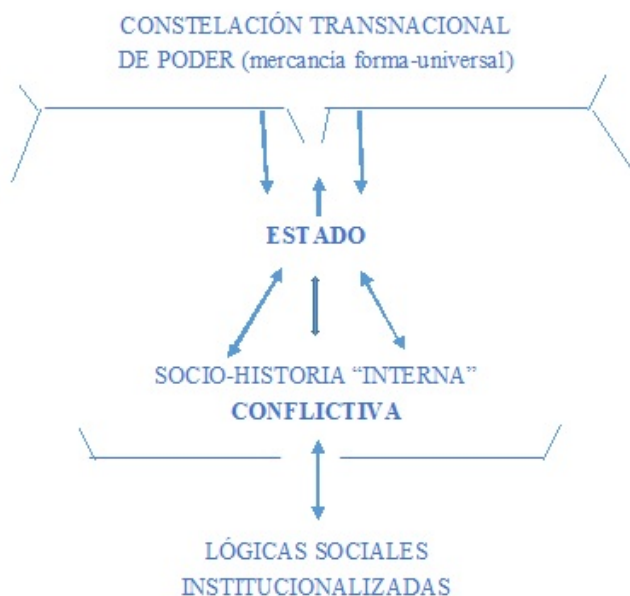 CONSTELACIÓN TRANSNACIONAL
DE PODER (mercancía forma-universal)
ESTADO
SOCIO-HISTORIA “INTERNA”
CONFLICTIVA
LÓGICAS SOCIALES
INSTITUCIONALIZADAS